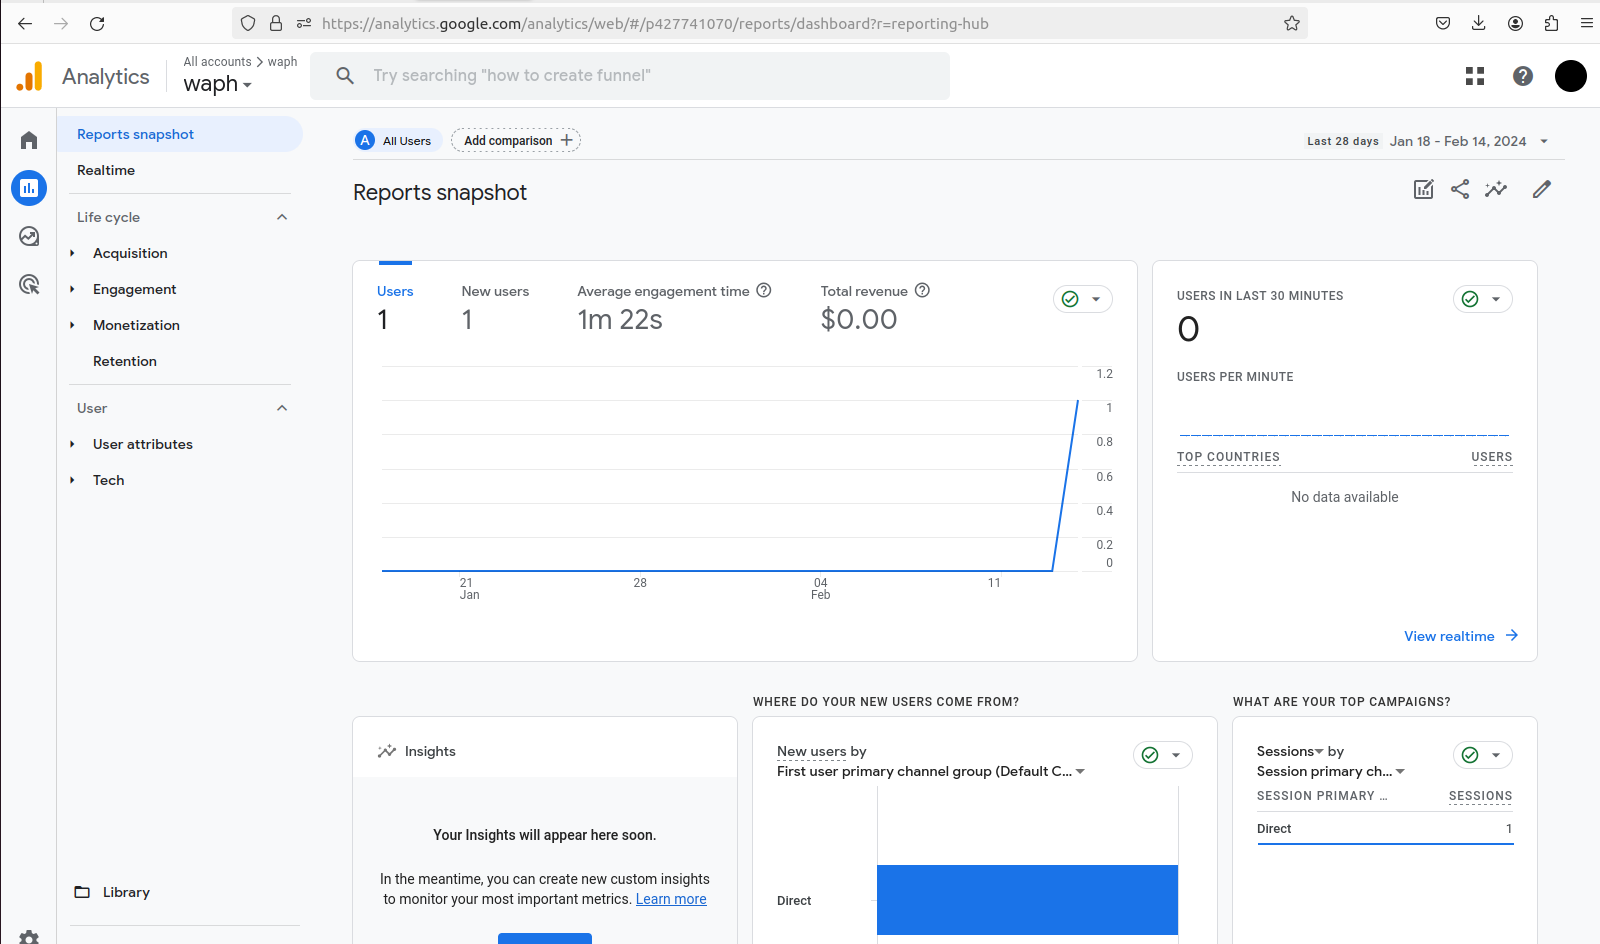 https://analytics.google.com/analytics/web/#/p427741070/reports/dashboard?r=reporting-hub
Analytics
All accounts > waph
waph
Try searching "how to create funnel"
Reports snapshot
Realtime
Life cycle
Acquisition
Engagement
Monetization
Retention
User
User attributes
Tech
Library
A All Users
Add comparison +
Last 28 days Jan 18 - Feb 14, 2024
Reports snapshot
Users
1
New users
1
Average engagement time
1m 22s
Total revenue
$0.00
1.2
1
0.8
0.6
0.4
0.2
0
21
Jan
28
04
Feb
11
USERS IN LAST 30 MINUTES
0
USERS PER MINUTE
TOP COUNTRIES USERS
No data available
View realtime
Insights
Your Insights will appear here soon.
In the meantime, you can create new custom insights
to monitor your most important metrics. Learn more
WHERE DO YOUR NEW USERS COME FROM?
New users by
First user primary channel group (Default C...
Direct
WHAT ARE YOUR TOP CAMPAIGNS?
Sessions by
Session primary ch...
SESSION PRIMARY ... SESSIONS
Direct 1